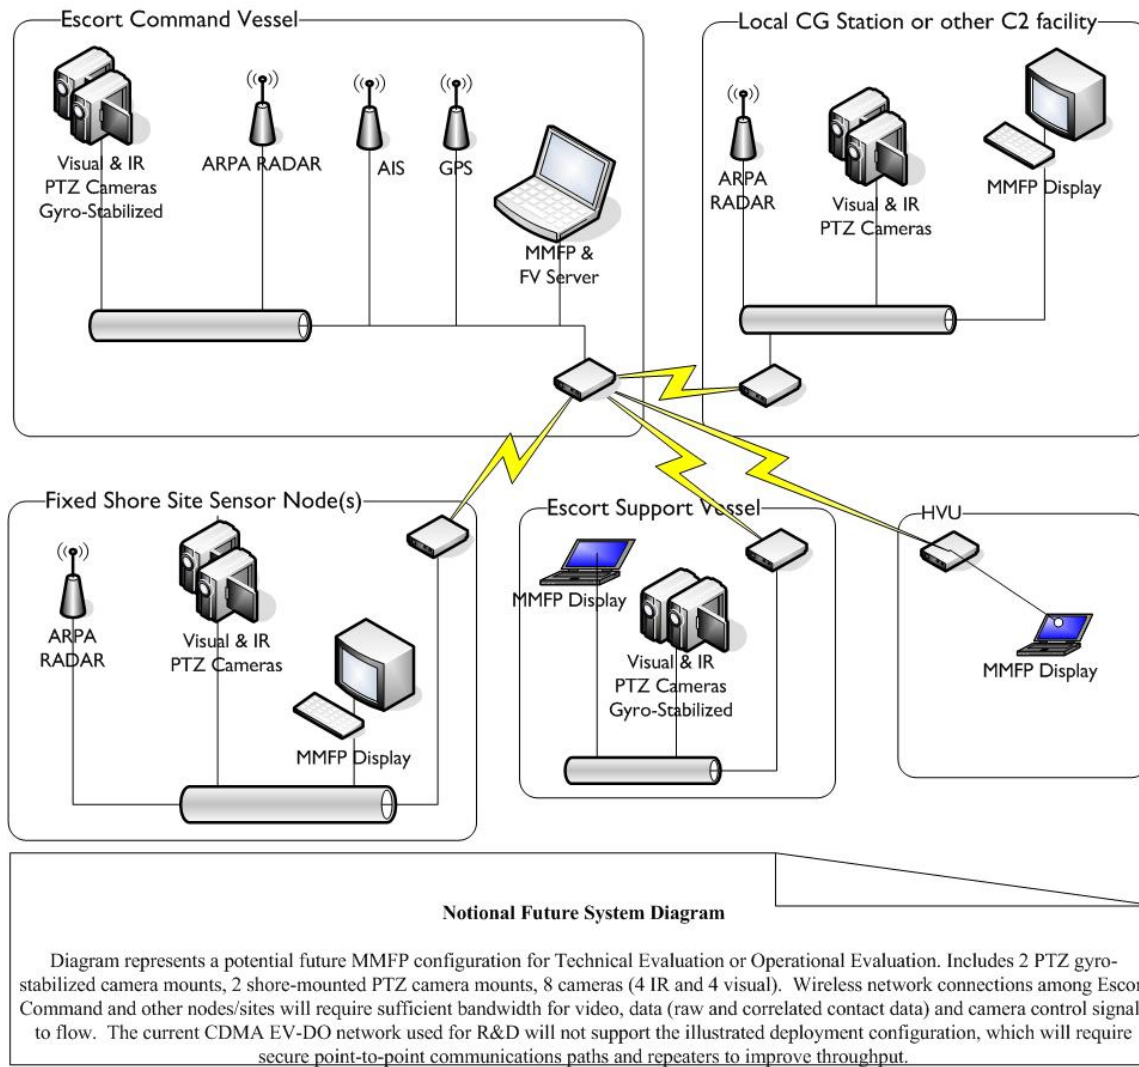 Escort Command Vessel
Visual & IR
PTZ Cameras
Gyro-Stabilized
ARPA RADAR
AIS
GPS
MMFP &
FV Server
Local CG Station or other C2 facility
ARPA
RADAR
Visual & IR
PTZ Cameras
MMFP Display
Fixed Shore Site Sensor Node(s)
ARPA
RADAR
Visual & IR
PTZ Cameras
MMFP Display
Escort Support Vessel
MMFP Display
Visual & IR
PTZ Cameras
Gyro-Stabilized
HVU
MMFP Display
Notional Future System Diagram
Diagram represents a potential future MMFP configuration for Technical Evaluation or Operational Evaluation. Includes 2 PTZ gyro-
stabilized camera mounts, 2 shore-mounted PTZ camera mounts, 8 cameras (4 IR and 4 visual). Wireless network connections among Escor
Command and other nodes/sites will require sufficient bandwidth for video, data (raw and correlated contact data) and camera control signal
to flow. The current CDMA EV-DO network used for R&D will not support the illustrated deployment configuration, which will require
secure point-to-point communications paths and repeaters to improve throughput.